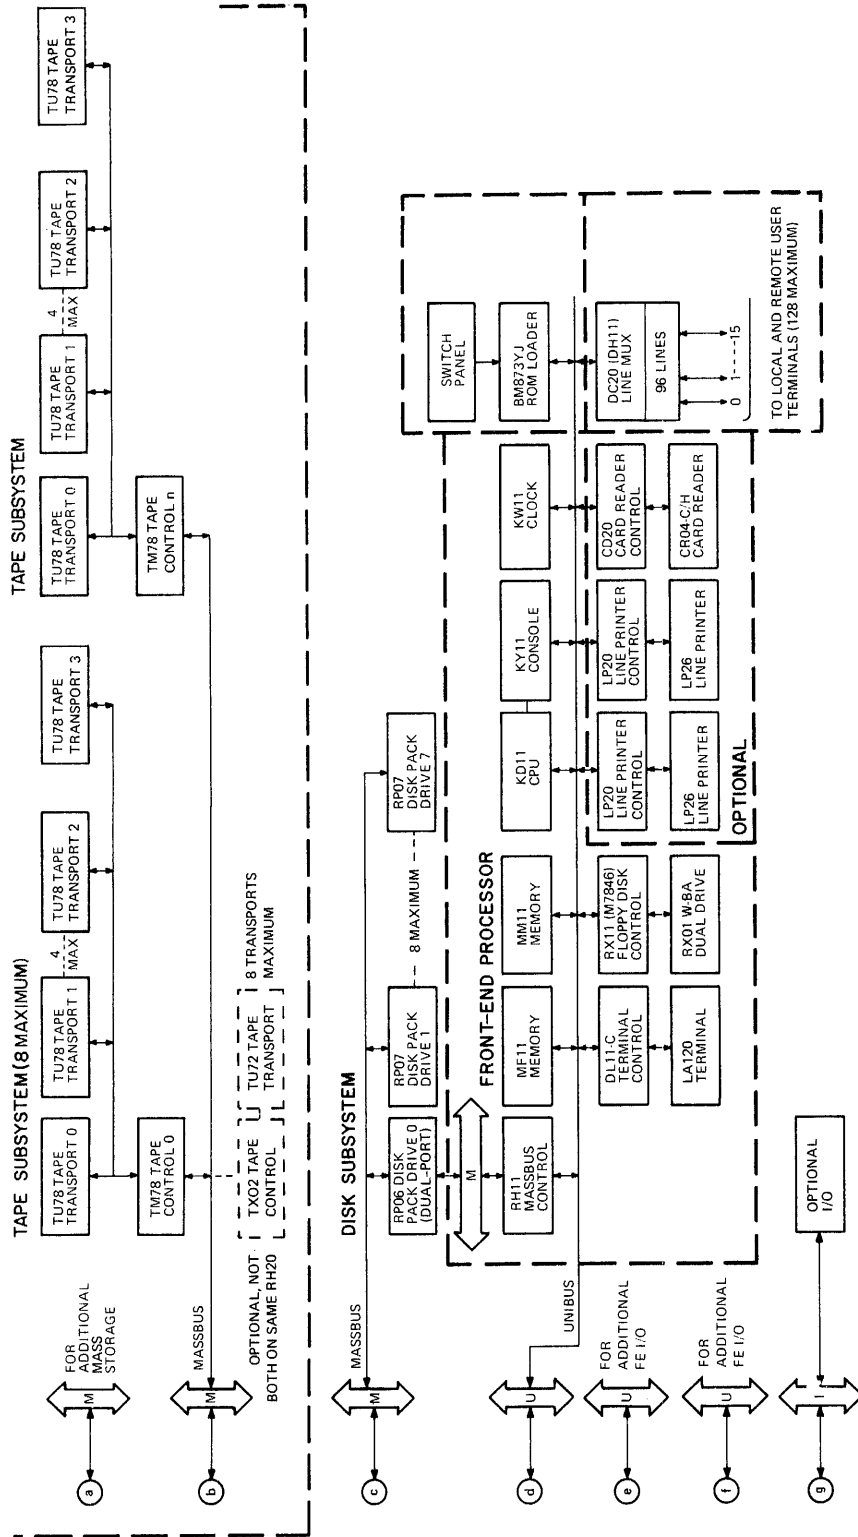 TAPE SUBSYSTEM (8 MAXIMUM)
TAPE SUBSYSTEM
TU78 TAPE
TRANSPORT 0
TU78 TAPE
TRANSPORT 1
4
MAX
TU78 TAPE
TRANSPORT 2
TU78 TAPE
TRANSPORT 3
TU78 TAPE
TRANSPORT 0
TU78 TAPE
TRANSPORT 1
4
MAX
TU78 TAPE
TRANSPORT 2
TU78 TAPE
TRANSPORT 3
a
M
FOR
ADDITIONAL
MASS
STORAGE
TM78 TAPE
CONTROL 0
TM78 TAPE
CONTROL n
b
M
MASSBUS
OPTIONAL, NOT
BOTH ON SAME RH20
TX02 TAPE
CONTROL
TU72 TAPE
TRANSPORT
8 TRANSPORTS
MAXIMUM
DISK SUBSYSTEM
c
M
MASSBUS
RP06 DISK
PACK DRIVE 0
(DUAL-PORT)
RP07
DISK PACK
DRIVE 1
8 MAXIMUM
RP07
DISK PACK
DRIVE 7
M
FRONT-END PROCESSOR
SWITCH
PANEL
RH11
MASSBUS
CONTROL
MF11
MEMORY
MM11
MEMORY
KD11
CPU
KY11
CONSOLE
KW11
CLOCK
BM873YJ
ROM LOADER
d
U
UNIBUS
e
U
FOR
ADDITIONAL
FE I/O
DL11-C
TERMINAL
CONTROL
RX11 (M7846)
FLOPPY DISK
CONTROL
LP20
LINE PRINTER
CONTROL
LP20
LINE PRINTER
CONTROL
CD20
CARD READER
CONTROL
DC20 (DH11)
LINE MUX
96 LINES
f
U
FOR
ADDITIONAL
FE I/O
LA120
TERMINAL
RX01 W-BA
DUAL DRIVE
LP26
LINE PRINTER
LP26
LINE PRINTER
CR04-C/H
CARD READER
0 1----15
OPTIONAL
TO LOCAL AND REMOTE USER
TERMINALS (128 MAXIMUM)
g
I
OPTIONAL
I/O